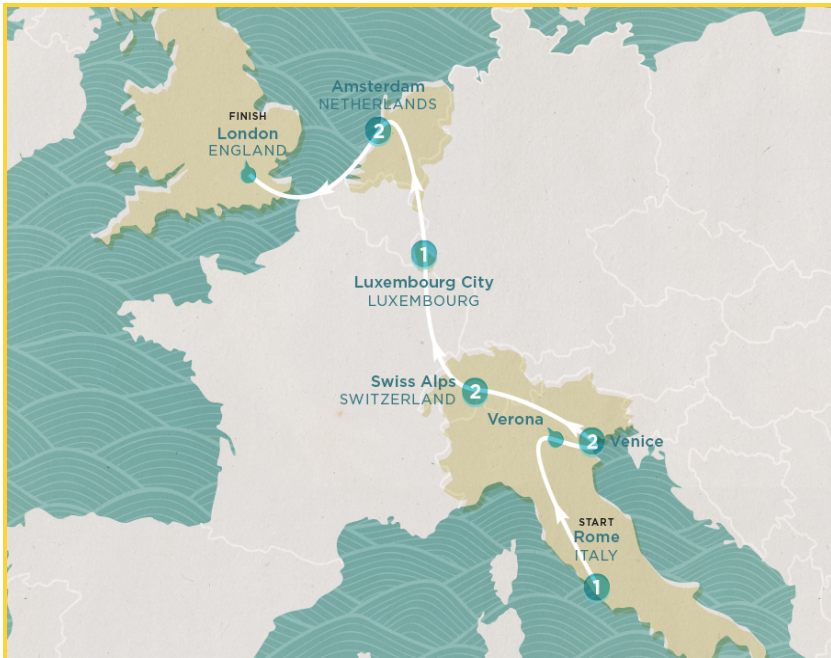 Amsterdam
NETHERLANDS
2
FINISH
London
ENGLAND
1
Luxembourg City
LUXEMBOURG
Swiss Alps
SWITZERLAND
2
Verona
2
Venice
START
Rome
ITALY
1